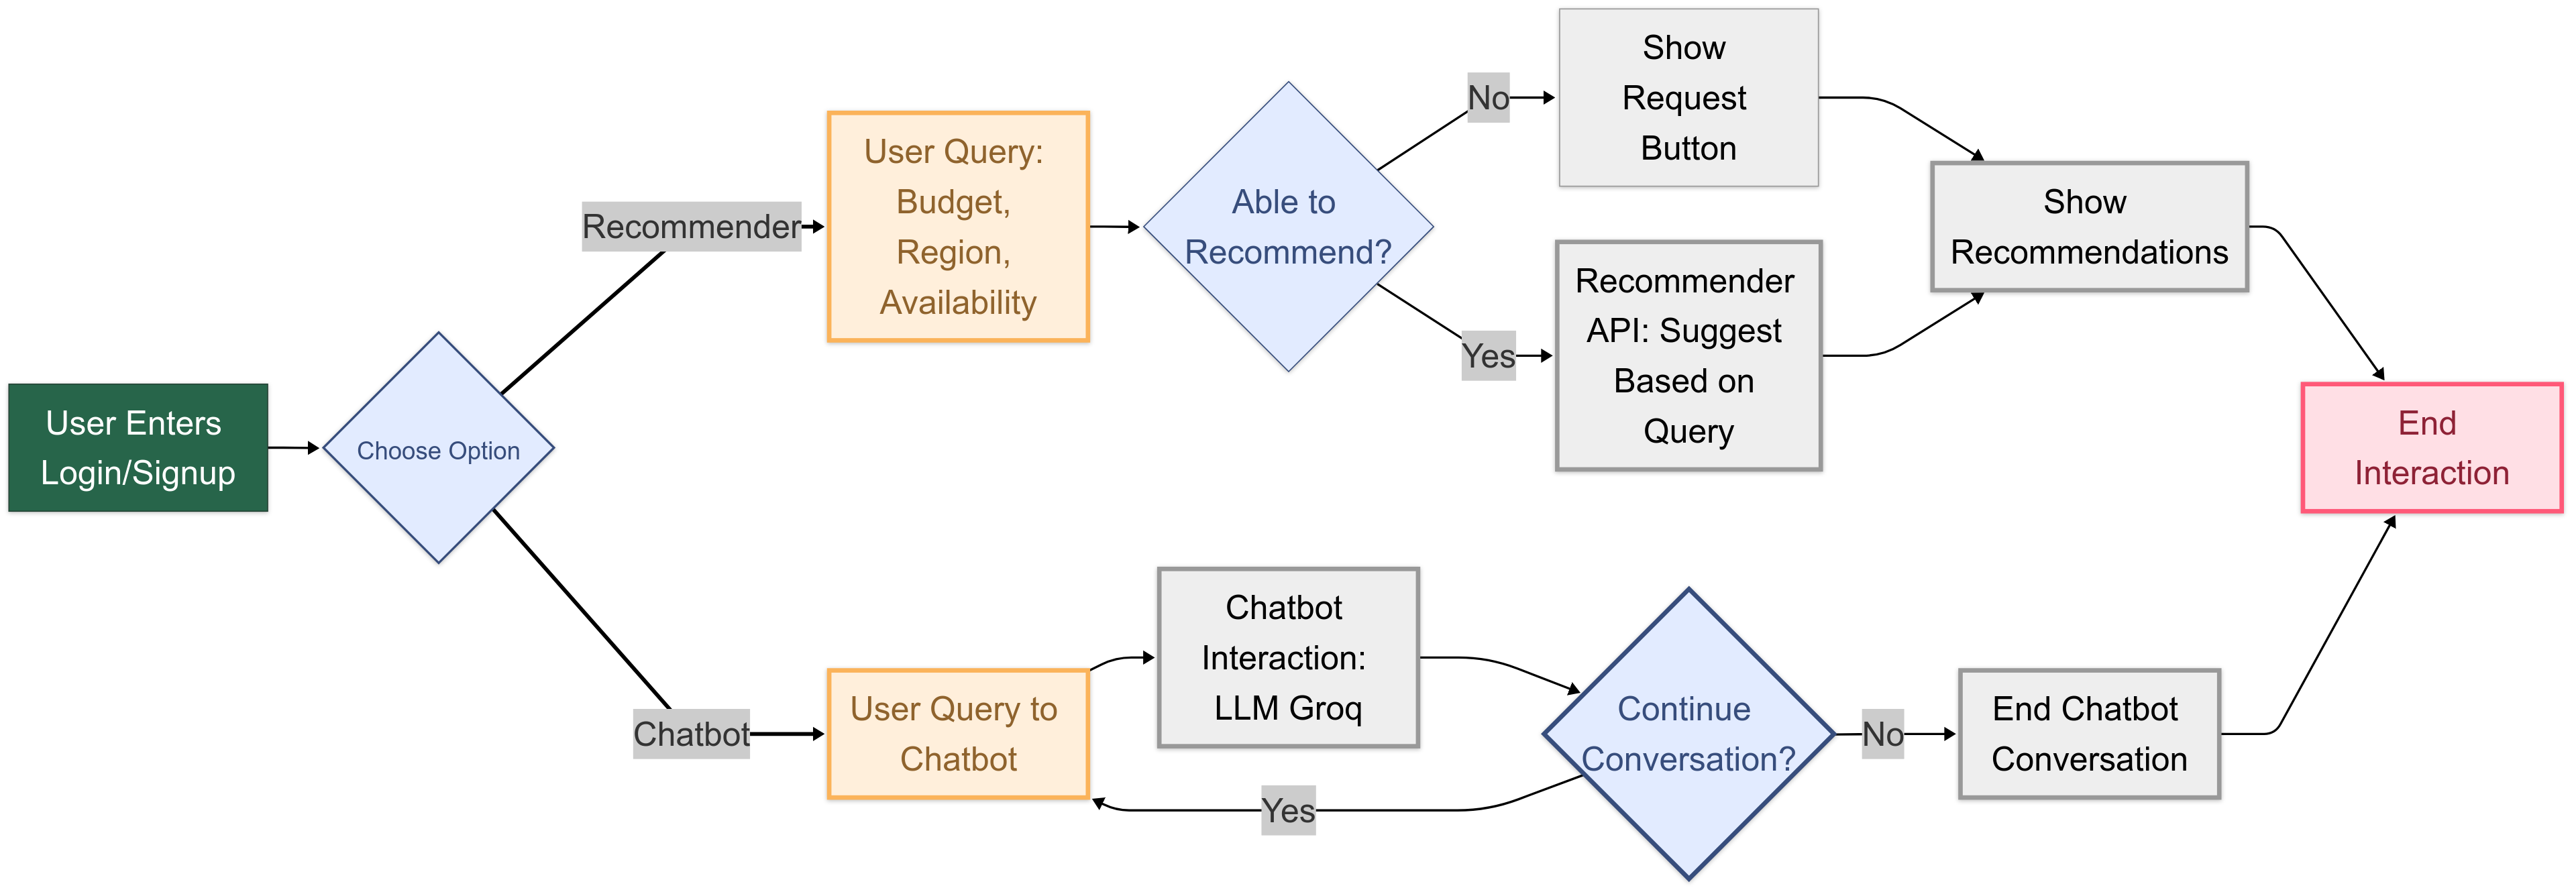 User Enters
Login/Signup
Choose Option
Recommender
User Query:
Budget,
Region,
Availability
Able to
Recommend?
No
Show
Request
Button
Yes
Recommender
API: Suggest
Based on
Query
Show
Recommendations
End
Interaction
Chatbot
User Query to
Chatbot
Chatbot
Interaction:
LLM Groq
Continue
Conversation?
Yes
No
End Chatbot
Conversation